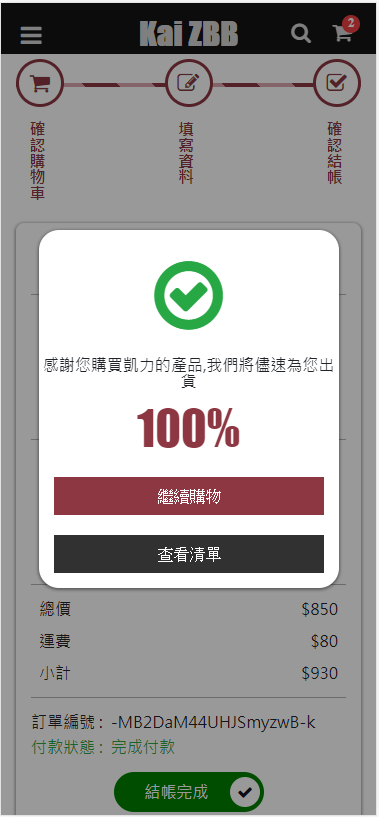 Kai ZBB
2
確認購物車
填寫資料
確認結帳
感謝您購買凱力的產品,我們將儘速為您出
貨
100%
繼續購物
查看清單
總價 $850
運費 $80
小計 $930
訂單編號 : -MB2DaM44UHJSmyzwB-k
付款狀態 : 完成付款
結帳完成